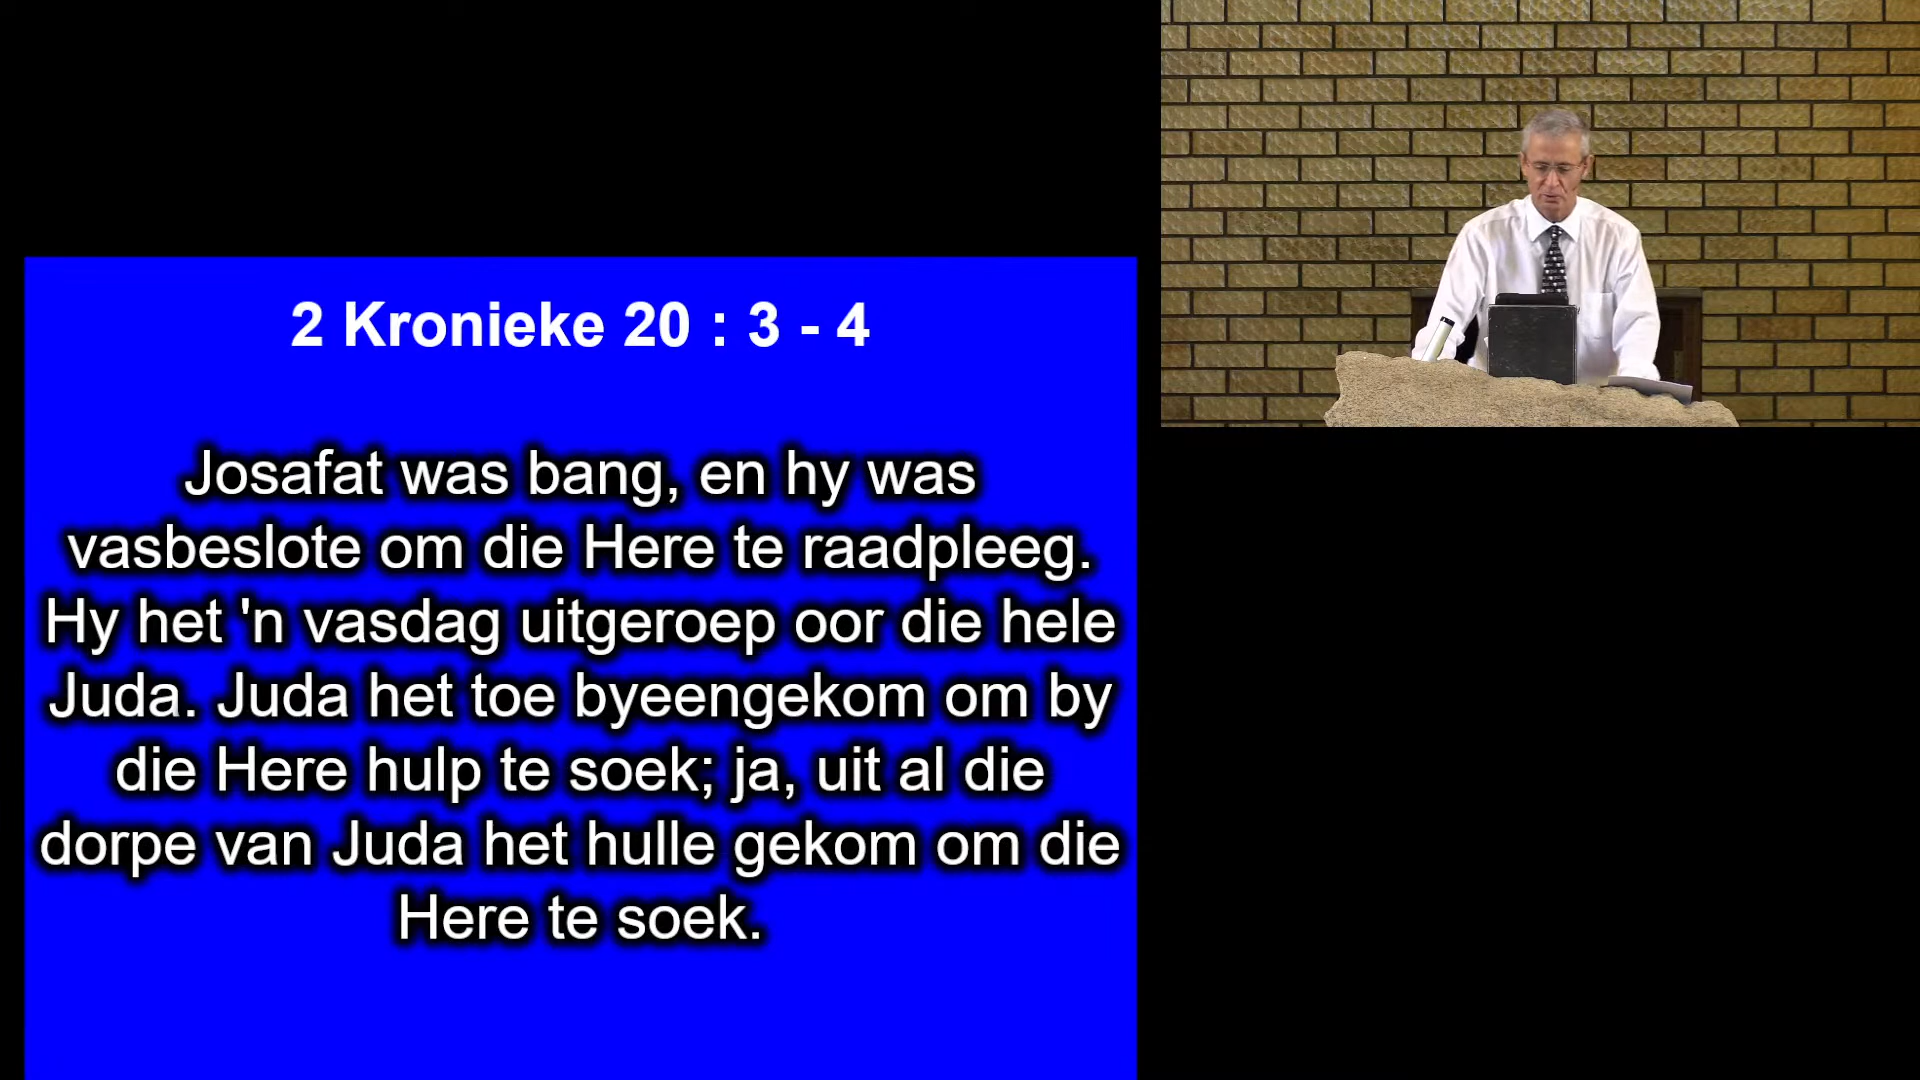 2 Kronieke 20 : 3 - 4
Josafat was bang, en hy was
vasbeslote om die Here te raadpleeg.
Hy het 'n vasdag uitgeroep oor die hele
Juda. Juda het toe byeengekom om by
die Here hulp te soek; ja, uit al die
dorpe van Juda het hulle gekom om die
Here te soek.